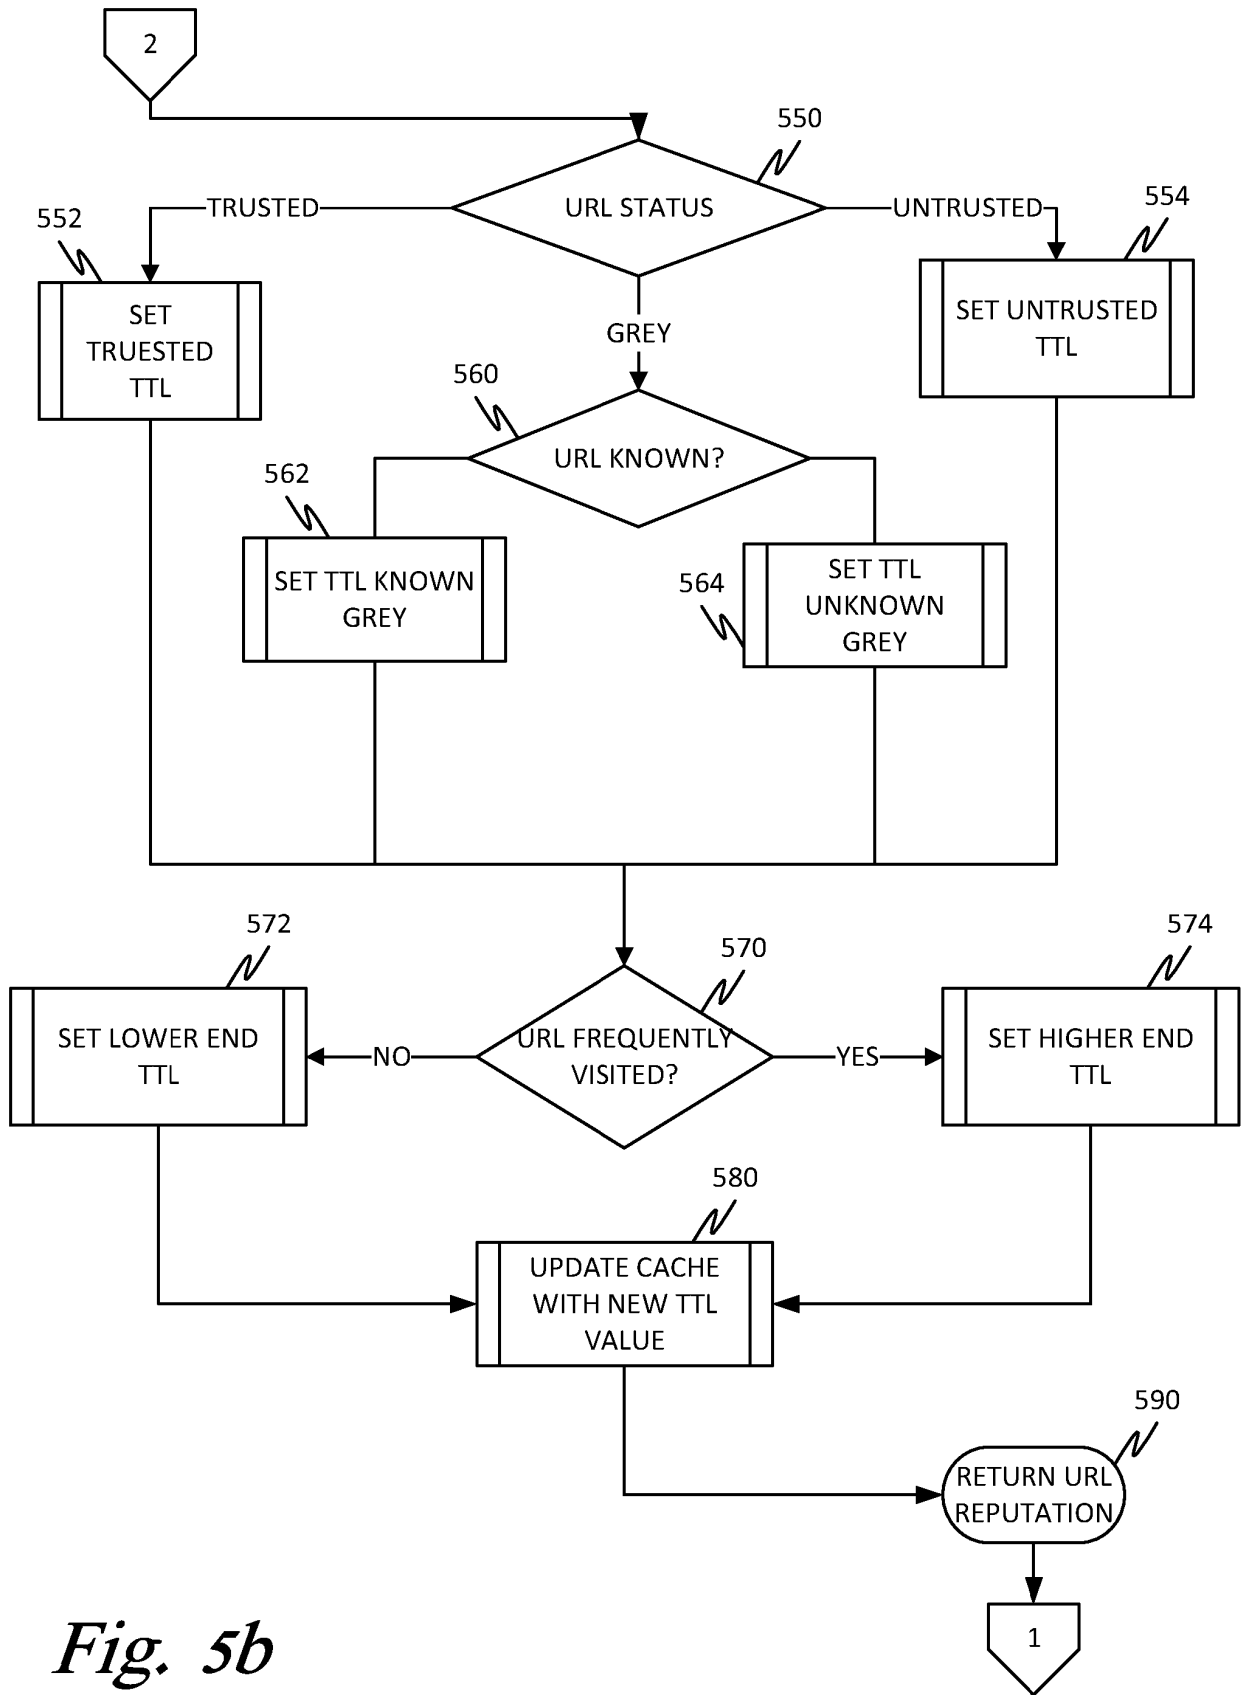 2
550
URL STATUS
TRUSTED
UNTRUSTED
552
554
SET
TRUESTED
TTL
SET UNTRUSTED
TTL
GREY
560
URL KNOWN?
562
SET TTL KNOWN
GREY
564
SET TTL
UNKNOWN
GREY
572
570
574
SET LOWER END
TTL
NO
URL FREQUENTLY
VISITED?
YES
SET HIGHER END
TTL
580
UPDATE CACHE
WITH NEW TTL
VALUE
590
RETURN URL
REPUTATION
1
Fig. 5b